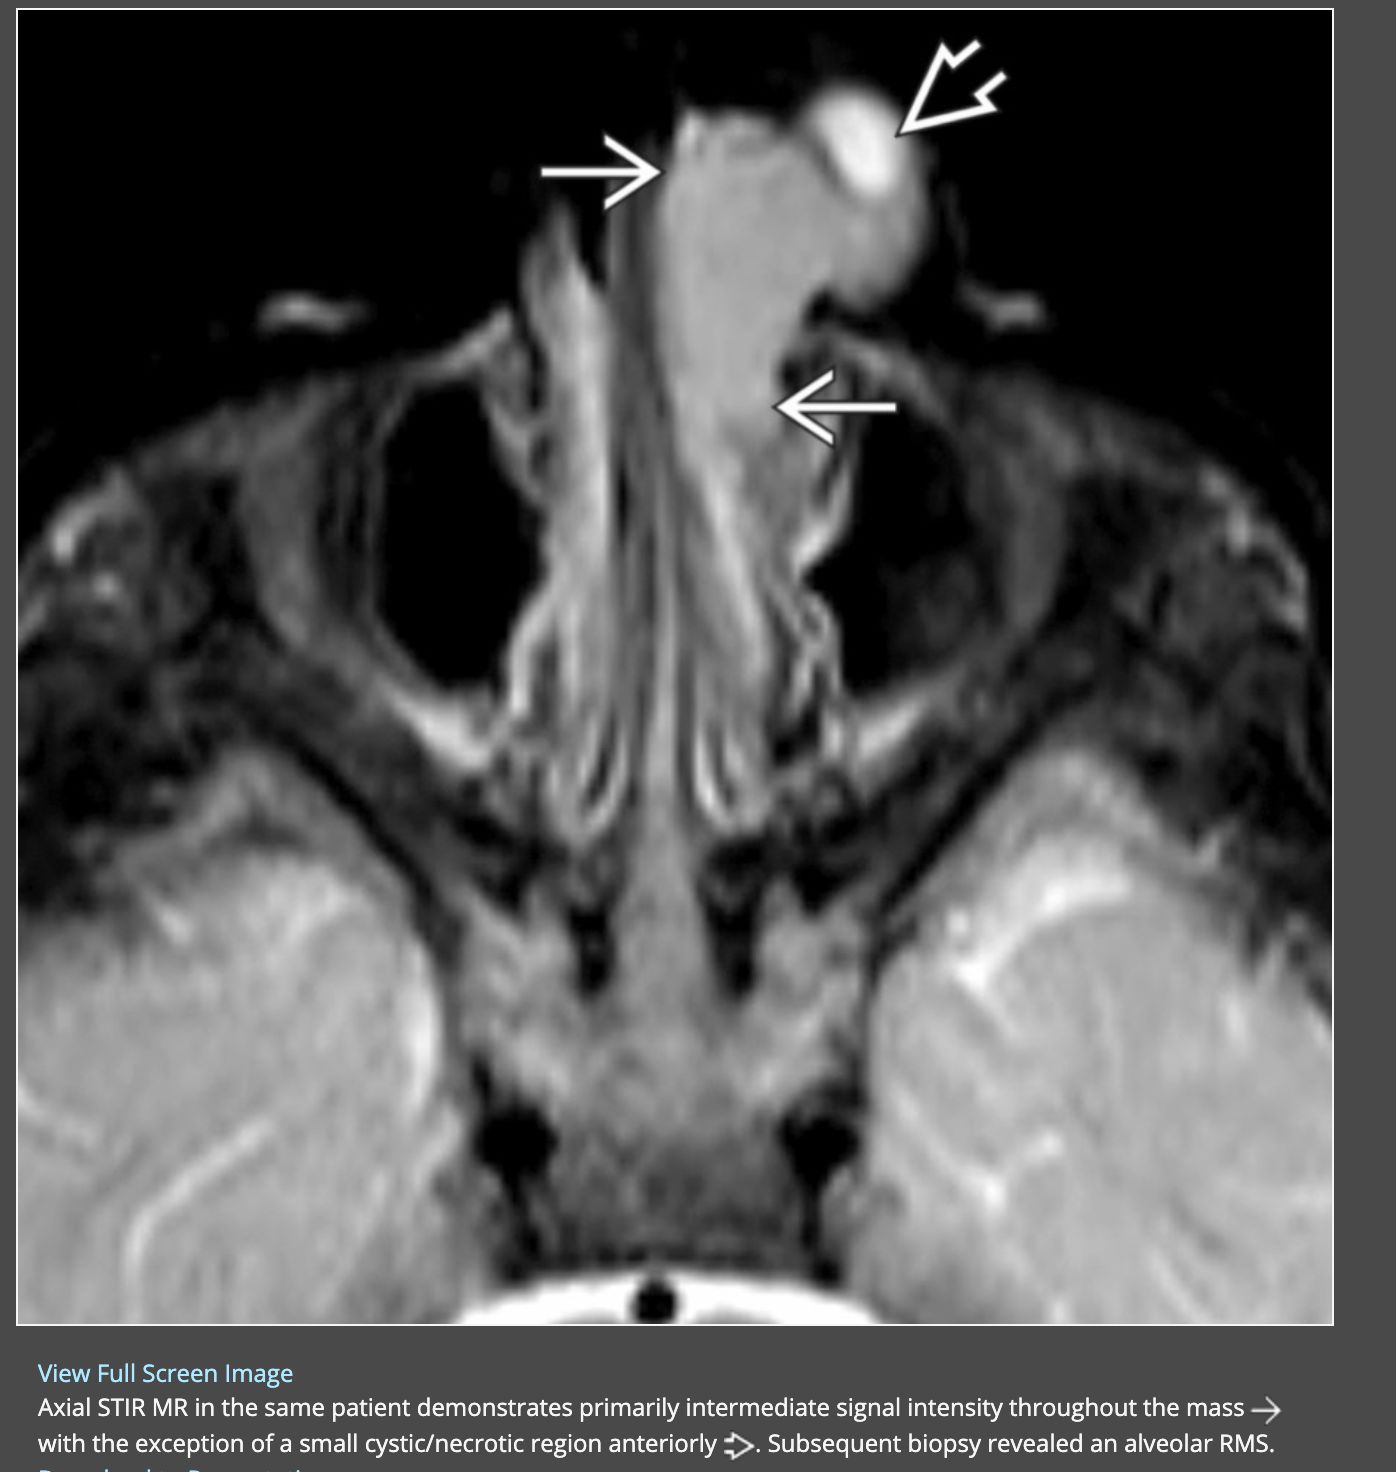 View Full Screen Image
Axial STIR MR in the same patient demonstrates primarily intermediate signal intensity throughout the mass
with the exception of a small cystic/necrotic region anteriorly . Subsequent biopsy revealed an alveolar RMS.